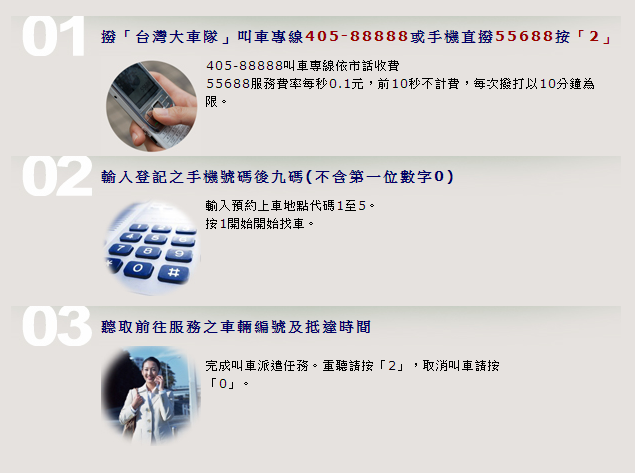 01 撥「台灣大車隊」叫車專線405-88888或手機直撥55688按「2」
405-88888叫車專線依市話收費
55688服務費率每秒0.1元，前10秒不計費，每次撥打以10分鐘為
限。
02 輸入登記之手機號碼後九碼(不含第一位數字0)
輸入預約上車地點代碼1至5。
按1開始開始找車。
03 聽取前往服務之車輛編號及抵達時間
完成叫車派遣任務。重聽請按「2」，取消叫車請按
「0」。